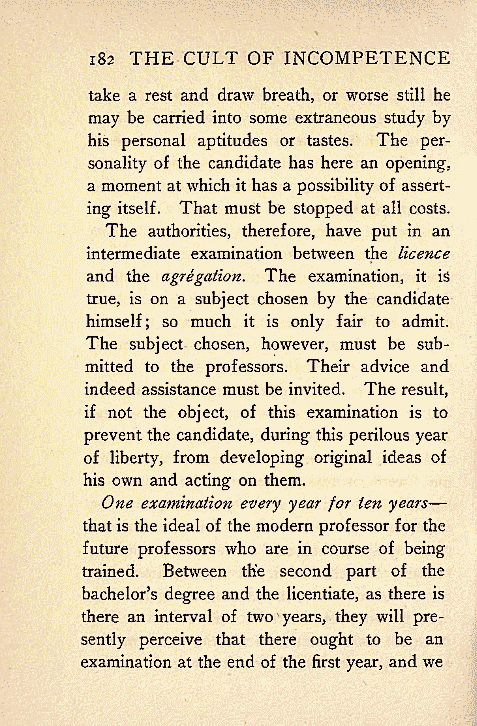 182 THE CULT OF INCOMPETENCE
take a rest and draw breath, or worse still he
may be carried into some extraneous study by
his personal aptitudes or tastes. The per-
sonality of the candidate has here an opening,
a moment at which it has a possibility of assert-
ing itself. That must be stopped at all costs.
The authorities, therefore, have put in an
intermediate examination between the licence
and the agrégation. The examination, it is
true, is on a subject chosen by the candidate
himself; so much it is only fair to admit.
The subject chosen, however, must be sub-
mitted to the professors. Their advice and
indeed assistance must be invited. The result,
if not the object, of this examination is to
prevent the candidate, during this perilous year
of liberty, from developing original ideas of
his own and acting on them.
One examination every year for ten years—
that is the ideal of the modern professor for the
future professors who are in course of being
trained. Between the second part of the
bachelor's degree and the licentiate, as there is
there an interval of two years, they will pre-
sently perceive that there ought to be an
examination at the end of the first year, and we